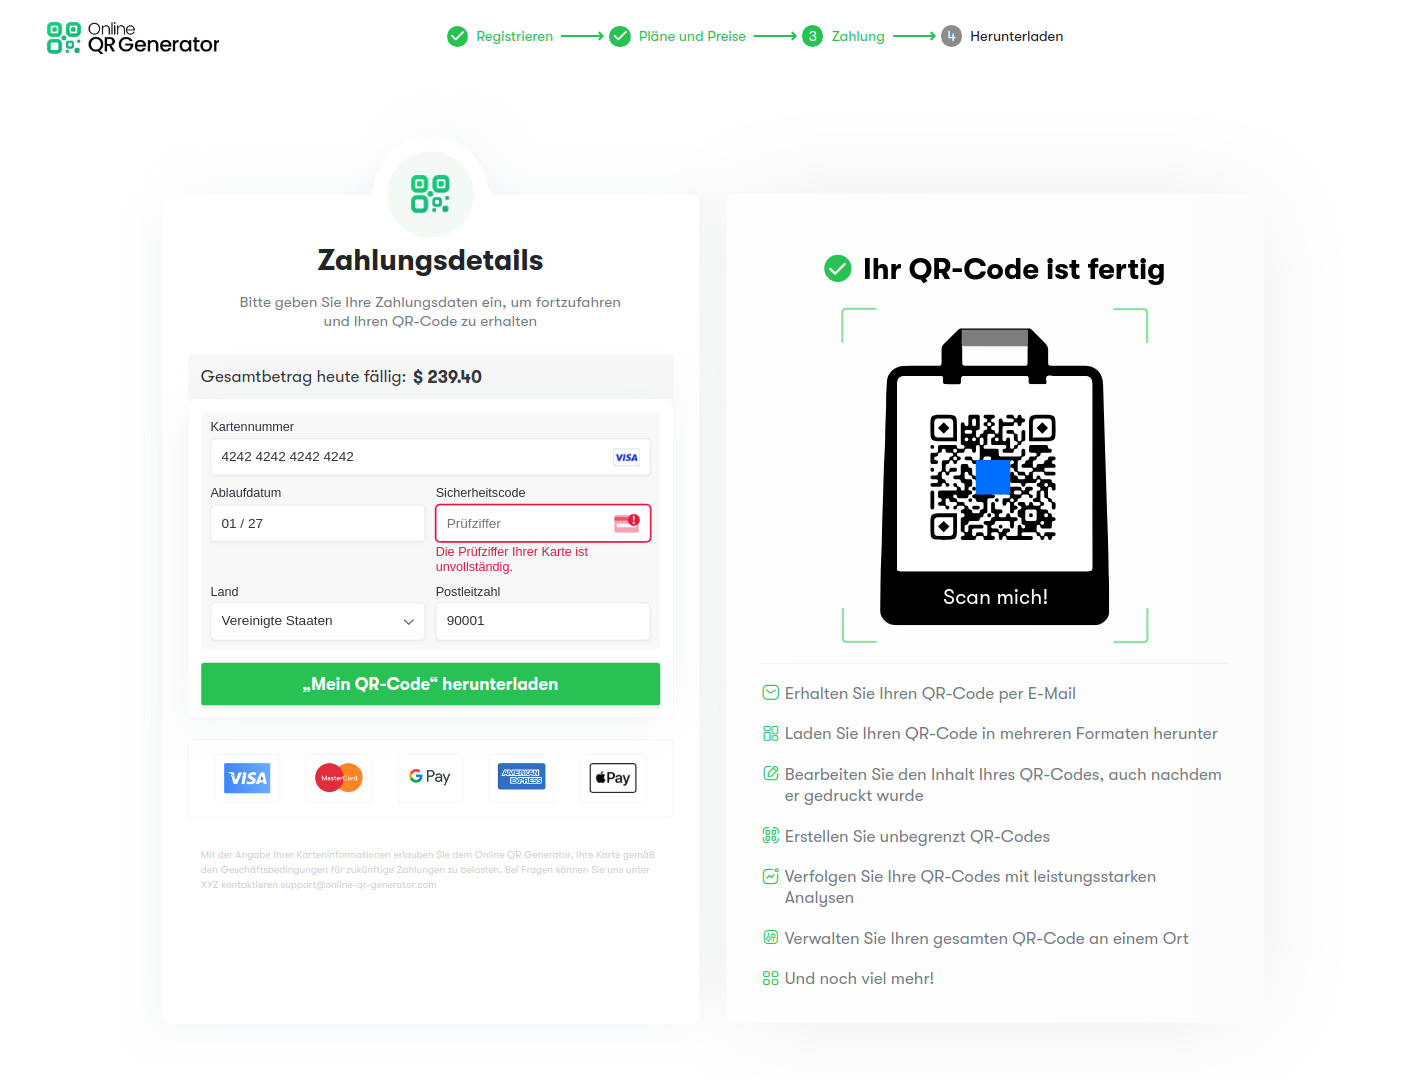 Online
QR Generator
Registrieren
Pläne und Preise
3 Zahlung
4 Herunterladen
Zahlungsdetails
Bitte geben Sie Ihre Zahlungsdaten ein, um fortzufahren
und Ihren QR-Code zu erhalten
Gesamtbetrag heute fällig: $ 239.40
Kartennummer
4242 4242 4242 4242 VISA
Ablaufdatum Sicherheitscode
01 / 27 Prüfziffer
Die Prüfziffer Ihrer Karte ist
unvollständig.
Land Postleitzahl
Vereinigte Staaten 90001
„Mein QR-Code“ herunterladen
VISA MasterCard G Pay AMERICAN EXPRESS Pay
Mit der Angabe Ihrer Karteninformationen erlauben Sie dem Online QR Generator, Ihre Karte gemäß
den Geschäftsbedingungen für zukünftige Zahlungen zu belasten. Bei Fragen können Sie uns unter
XYZ kontaktieren support@online-qr-generator.com
Ihr QR-Code ist fertig
Scan mich!
Erhalten Sie Ihren QR-Code per E-Mail
Laden Sie Ihren QR-Code in mehreren Formaten herunter
Bearbeiten Sie den Inhalt Ihres QR-Codes, auch nachdem
er gedruckt wurde
Erstellen Sie unbegrenzt QR-Codes
Verfolgen Sie Ihre QR-Codes mit leistungsstarken
Analysen
Verwalten Sie Ihren gesamten QR-Code an einem Ort
Und noch viel mehr!